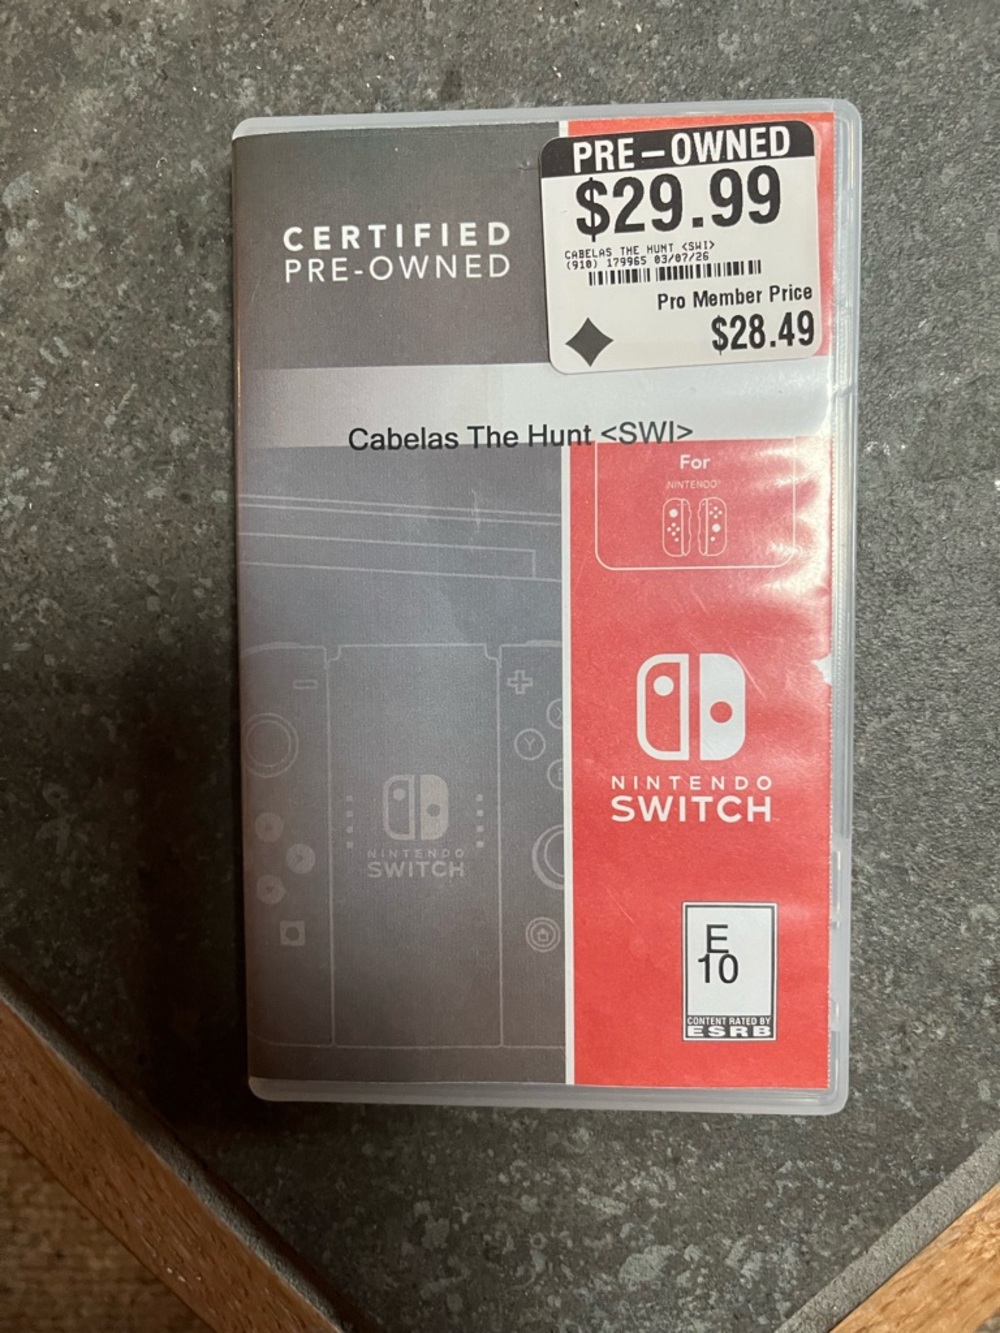 PRE-OWNED
$29.99
CABELAS THE HUNT <SWI>
(910) 179965 03/07/26
Pro Member Price
$28.49
CERTIFIED
PRE-OWNED
Cabelas The Hunt <SWI>
For
NINTENDO
Y
NINTENDO
SWITCH
NINTENDO
SWITCH
E
10
CONTENT RATED BY
ESRB